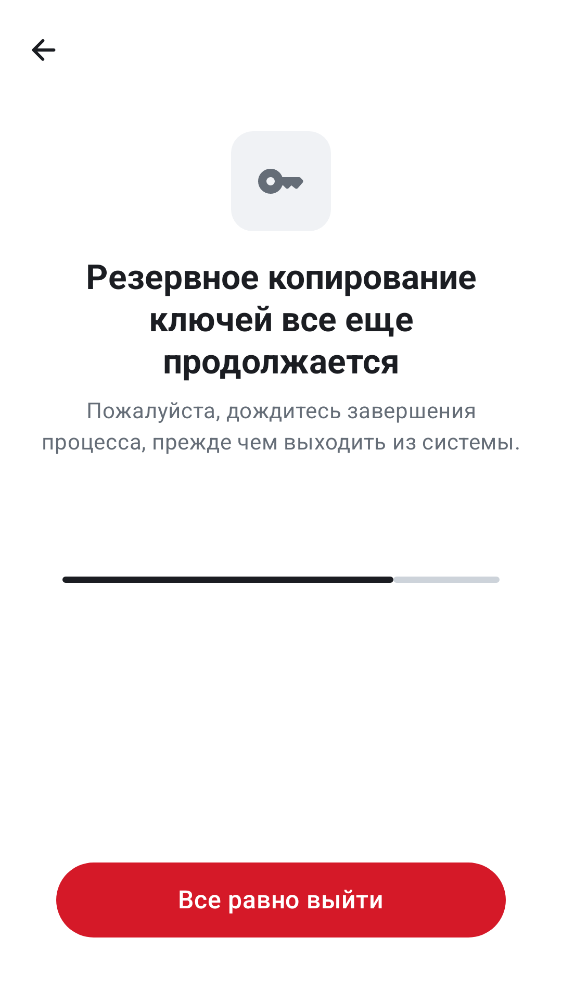 Резервное копирование
ключей все еще
продолжается
Пожалуйста, дождитесь завершения
процесса, прежде чем выходить из системы.
Все равно выйти